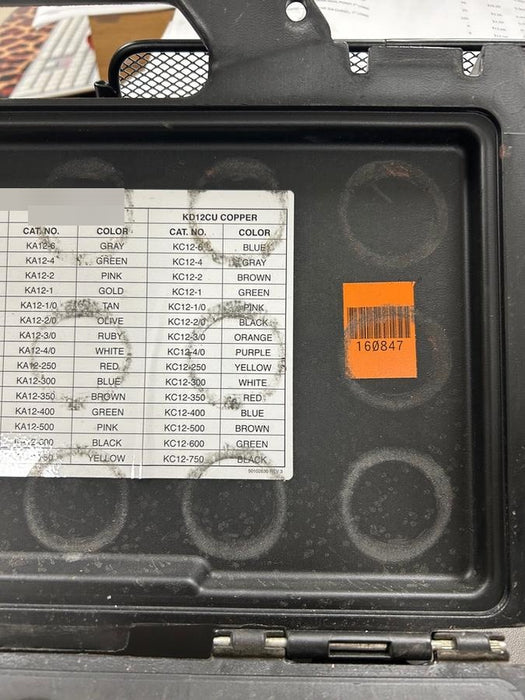 KD12CU COPPER
CAT. NO. COLOR CAT. NO. COLOR
KA12-6 GRAY KC12-6 BLUE
KA12-4 GREEN KC12-4 GRAY
KA12-2 PINK KC12-2 BROWN
KA12-1 GOLD KC12-1 GREEN
KA12-1/0 TAN KC12-1/0 PINK
KA12-2/0 OLIVE KC12-2/0 BLACK
KA12-3/0 RUBY KC12-3/0 ORANGE
KA12-4/0 WHITE KC12-4/0 PURPLE
KA12-250 RED KC12-250 YELLOW
KA12-300 BLUE KC12-300 WHITE
KA12-350 BROWN KC12-350 RED
KA12-400 GREEN KC12-400 BLUE
KA12-500 PINK KC12-500 BROWN
BLACK KC12-600 GREEN
YELLOW KC12-750 BLACK
160847